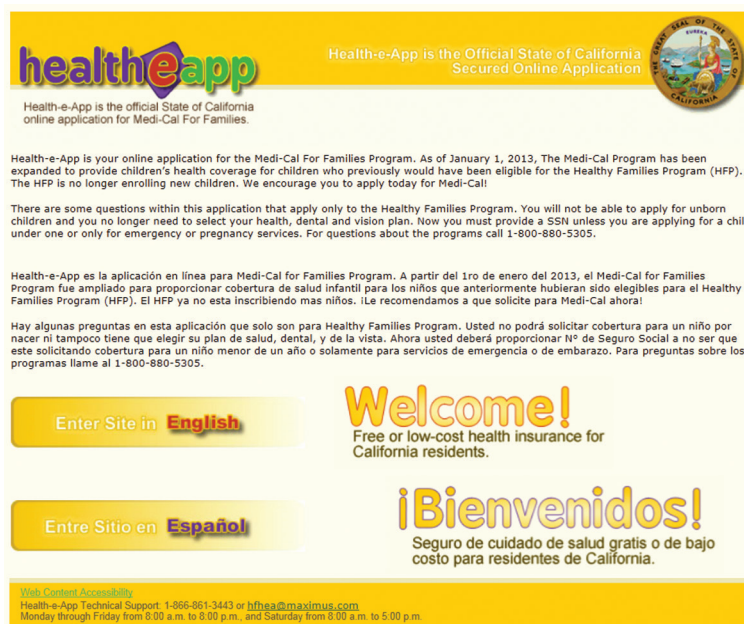 healtheapp
Health-e-App is the Official State of California
Secured Online Application
THE GREAT SEAL OF THE STATE OF CALIFORNIA
EUREKA
Health-e-App is the official State of California
online application for Medi-Cal For Families.
Health-e-App is your online application for the Medi-Cal For Families Program. As of January 1, 2013, The Medi-Cal Program has been
expanded to provide children's health coverage for children who previously would have been eligible for the Healthy Families Program (HFP).
The HFP is no longer enrolling new children. We encourage you to apply today for Medi-Cal!
There are some questions within this application that apply only to the Healthy Families Program. You will not be able to apply for unborn
children and you no longer need to select your health, dental and vision plan. Now you must provide a SSN unless you are applying for a chil
under one or only for emergency or pregnancy services. For questions about the programs call 1-800-880-5305.
Health-e-App es la aplicación en línea para Medi-Cal for Families Program. A partir del 1ro de enero del 2013, el Medi-Cal for Families
Program fue ampliado para proporcionar cobertura de salud infantil para los niños que anteriormente hubieran sido elegibles para el Healthy
Families Program (HFP). El HFP ya no esta inscribiendo mas niños. ¡Le recomendamos a que solicite para Medi-Cal ahora!
Hay algunas preguntas en esta aplicación que solo son para Healthy Families Program. Usted no podrá solicitar cobertura para un niño por
nacer ni tampoco tiene que elegir su plan de salud, dental, y de la vista. Ahora usted deberá proporcionar N° de Seguro Social a no ser que
este solicitando cobertura para un niño menor de un año o solamente para servicios de emergencia o de embarazo. Para preguntas sobre los
programas llame al 1-800-880-5305.
Enter Site in English
Welcome!
Free or low-cost health insurance for
California residents.
Entre Sitio en Español
¡Bienvenidos!
Seguro de cuidado de salud gratis o de bajo
costo para residentes de California.
Web Content Accessibility
Health-e-App Technical Support: 1-866-861-3443 or hfhea@maximus.com
Monday through Friday from 8:00 a.m. to 8:00 p.m., and Saturday from 8:00 a.m. to 5:00 p.m.